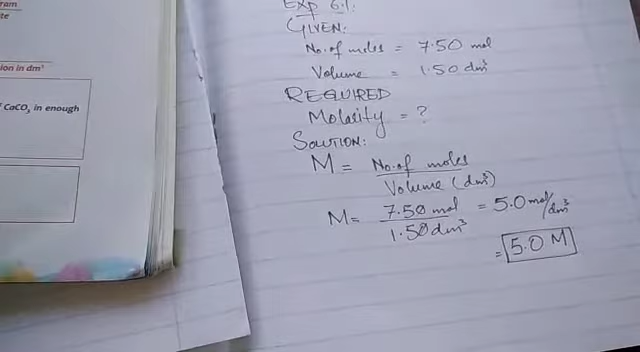 ram
te
ion in dm³
CaCO₃ in enough
Exp 6.1:
GIVEN:
No. of moles = 7.50 mol
Volume = 1.50 dm³
REQUIRED
Molarity = ?
SOLUTION:
M = No. of moles / Volume (dm³)
M = 7.50 mol / 1.50 dm³ = 5.0 mol/dm³
= 5.0 M